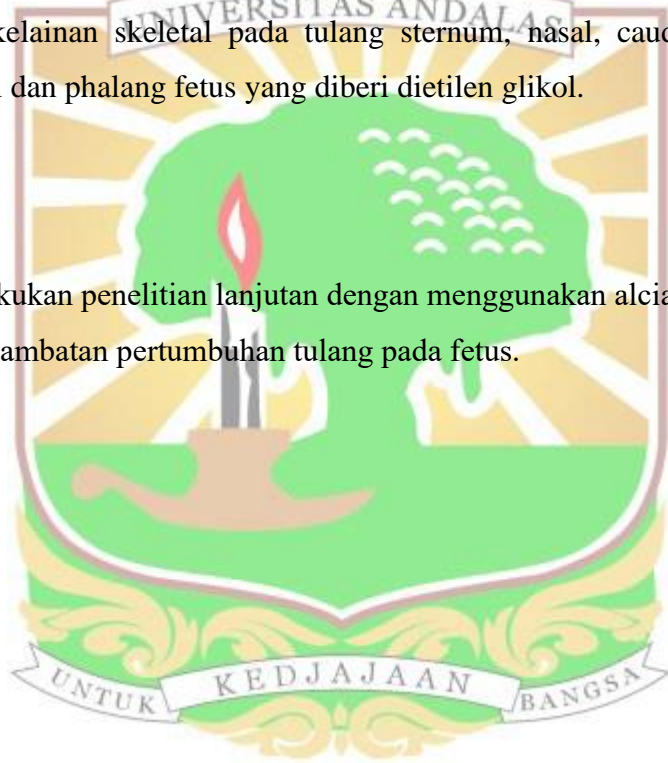 UNIVERSITAS ANDALAS
kelainan skeletal pada tulang sternum, nasal, caud
dan phalang fetus yang diberi dietilen glikol.
kukan penelitian lanjutan dengan menggunakan alcia
ambatan pertumbuhan tulang pada fetus.
UNTUK KEDJAJAAN BANGSA